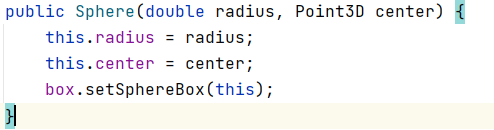 public Sphere(double radius, Point3D center) {
    this.radius = radius;
    this.center = center;
    box.setSphereBox(this);
}